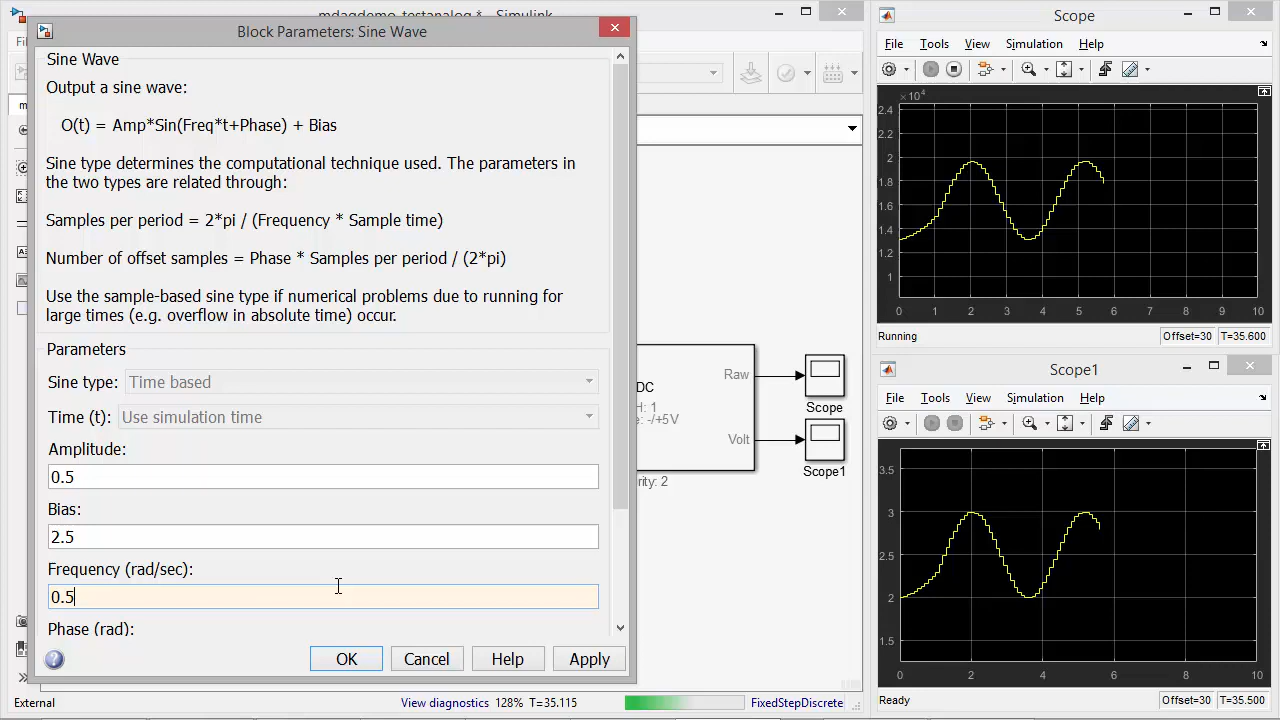 mdaqdemo_testanalog * - Simulink
Block Parameters: Sine Wave
Sine Wave
Output a sine wave:
O(t) = Amp*Sin(Freq*t+Phase) + Bias
Sine type determines the computational technique used. The parameters in
the two types are related through:
Samples per period = 2*pi / (Frequency * Sample time)
Number of offset samples = Phase * Samples per period / (2*pi)
Use the sample-based sine type if numerical problems due to running for
large times (e.g. overflow in absolute time) occur.
Parameters
Sine type: Time based
Time (t): Use simulation time
Amplitude:
0.5
Bias:
2.5
Frequency (rad/sec):
0.5
Phase (rad):
OK Cancel Help Apply
External
View diagnostics 128% T=35.115
FixedStepDiscrete
DC
H: 1
e: -/+5V
rity: 2
Raw
Volt
Scope
Scope1
Scope
File Tools View Simulation Help
×10^4
2.4
2.2
2
1.8
1.6
1.4
1.2
1
0 1 2 3 4 5 6 7 8 9 10
Running
Offset=30 T=35.600
Scope1
File Tools View Simulation Help
3.5
3
2.5
2
1.5
0 2 4 6 8 10
Ready
Offset=30 T=35.500